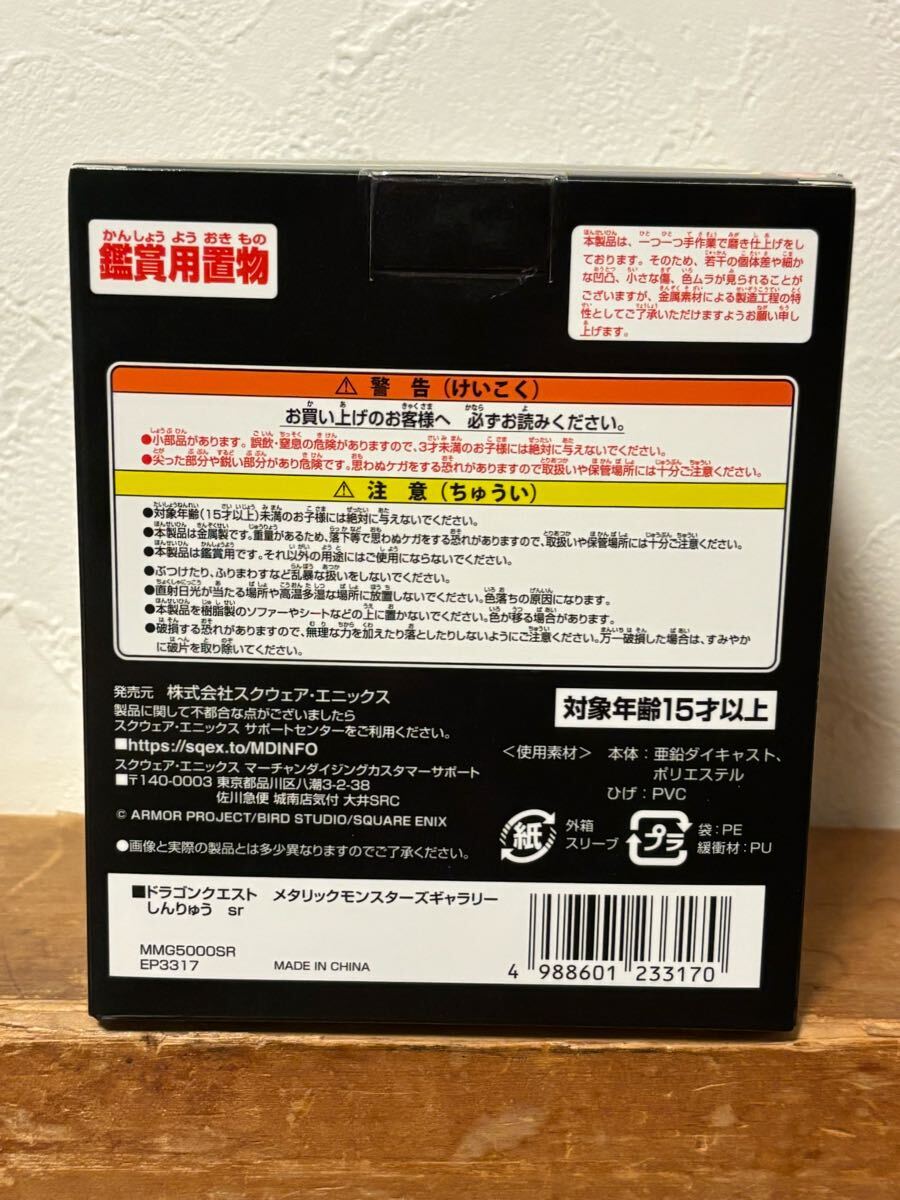 かんしょう よう おき もの
鑑賞用置物
本製品は、一つ一つ手作業で磨き仕上げをし
ております。そのため、若干の個体差や細か
な凹凸、小さな傷、色ムラが見られることが
ございますが、金属素材による製造工程の特
性としてご了承いただけますようお願い申し
上げます。
⚠ 警 告 (けいこく)
お買い上げのお客様へ 必ずお読みください。
●小部品があります。誤飲・窒息の危険がありますので、3才未満のお子様には絶対に与えないでください。
●尖った部分や鋭い部分があり危険です。思わぬケガをする恐れがありますので取扱いや保管場所には十分ご注意ください。
⚠ 注 意 (ちゅうい)
●対象年齢(15才以上)未満のお子様には絶対に与えないでください。
●本製品は金属製です。重量があるため、落下等で思わぬケガをする恐れがありますので、取扱いや保管場所には十分ご注意ください。
●本製品は鑑賞用です。それ以外の用途にはご使用にならないでください。
●ぶつけたり、ふりまわすなど乱暴な扱いをしないでください。
●直射日光が当たる場所や高温多湿な場所に放置しないでください。色落ちの原因になります。
●本製品を樹脂製のソファーやシートなどの上に置かないでください。色が移る場合があります。
●破損する恐れがありますので、無理な力を加えたり落としたりしないようにご注意ください。万一破損した場合は、すみやか
に破片を取り除いてください。
発売元 株式会社スクウェア・エニックス
製品に関して不都合な点がございましたら
スクウェア・エニックス サポートセンターをご利用ください。
■https://sqex.to/MDINFO
スクウェア・エニックス マーチャンダイジングカスタマーサポート
■〒140-0003 東京都品川区八潮3-2-38
佐川急便 城南店気付 大井SRC
© ARMOR PROJECT/BIRD STUDIO/SQUARE ENIX
●画像と実際の製品とは多少異なりますのでご了承ください。
対象年齢15才以上
<使用素材> 本体:亜鉛ダイキャスト、
ポリエステル
ひげ:PVC
紙
外箱
スリーブ
プラ
袋:PE
緩衝材:PU
■ドラゴンクエスト メタリックモンスターズギャラリー
しんりゅう sr
MMG5000SR
EP3317
MADE IN CHINA
4 988601 233170